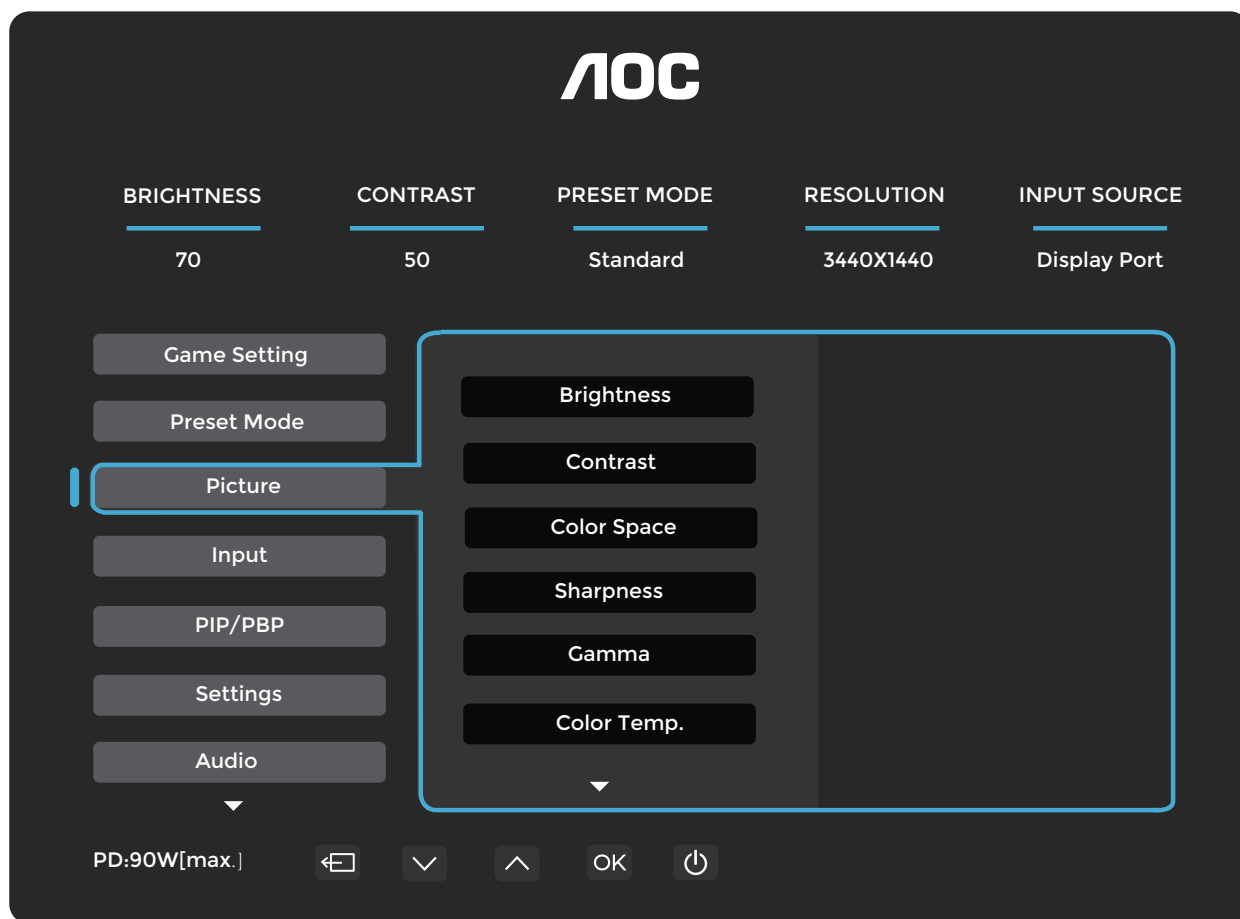 AOC
BRIGHTNESS CONTRAST PRESET MODE RESOLUTION INPUT SOURCE
70 50 Standard 3440X1440 Display Port
Game Setting
Preset Mode
Picture
Input
PIP/PBP
Settings
Audio
Brightness
Contrast
Color Space
Sharpness
Gamma
Color Temp.
PD:90W[max.]
OK